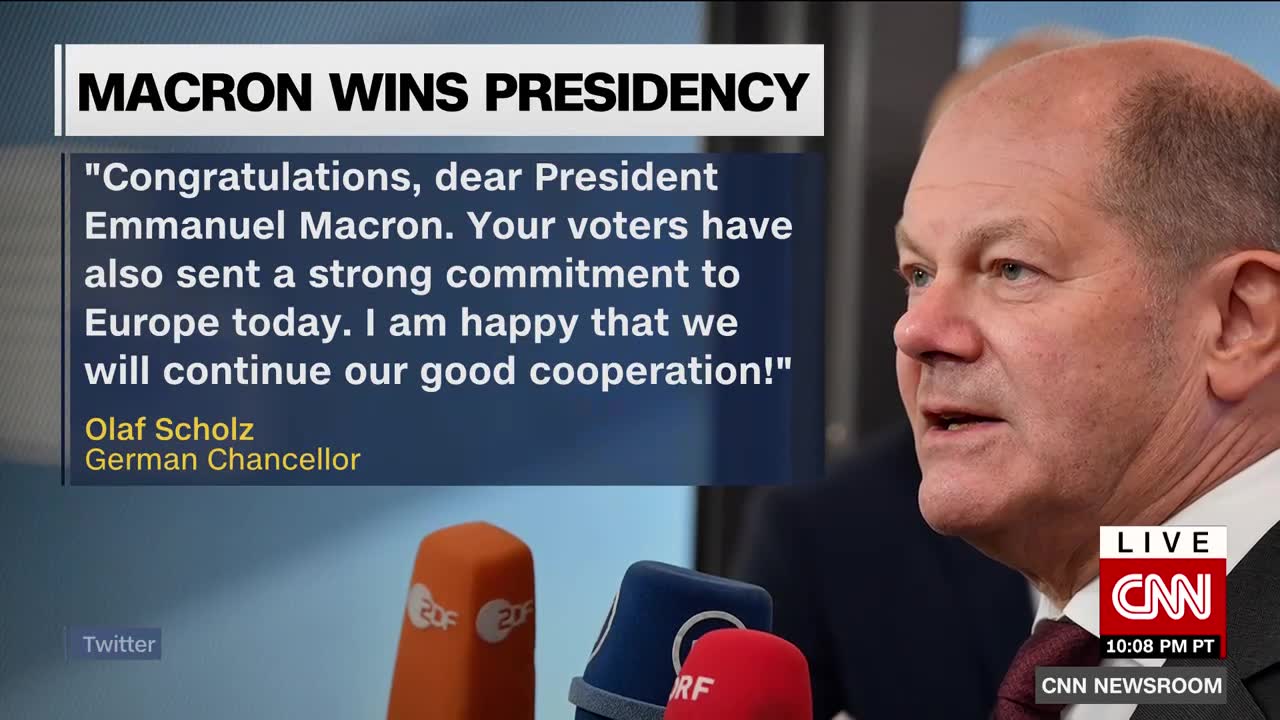 MACRON WINS PRESIDENCY
"Congratulations, dear President
Emmanuel Macron. Your voters have
also sent a strong commitment to
Europe today. I am happy that we
will continue our good cooperation!"
Olaf Scholz
German Chancellor
ZDF
ZDF
ORF
Twitter
LIVE
CNN
10:08 PM PT
CNN NEWSROOM